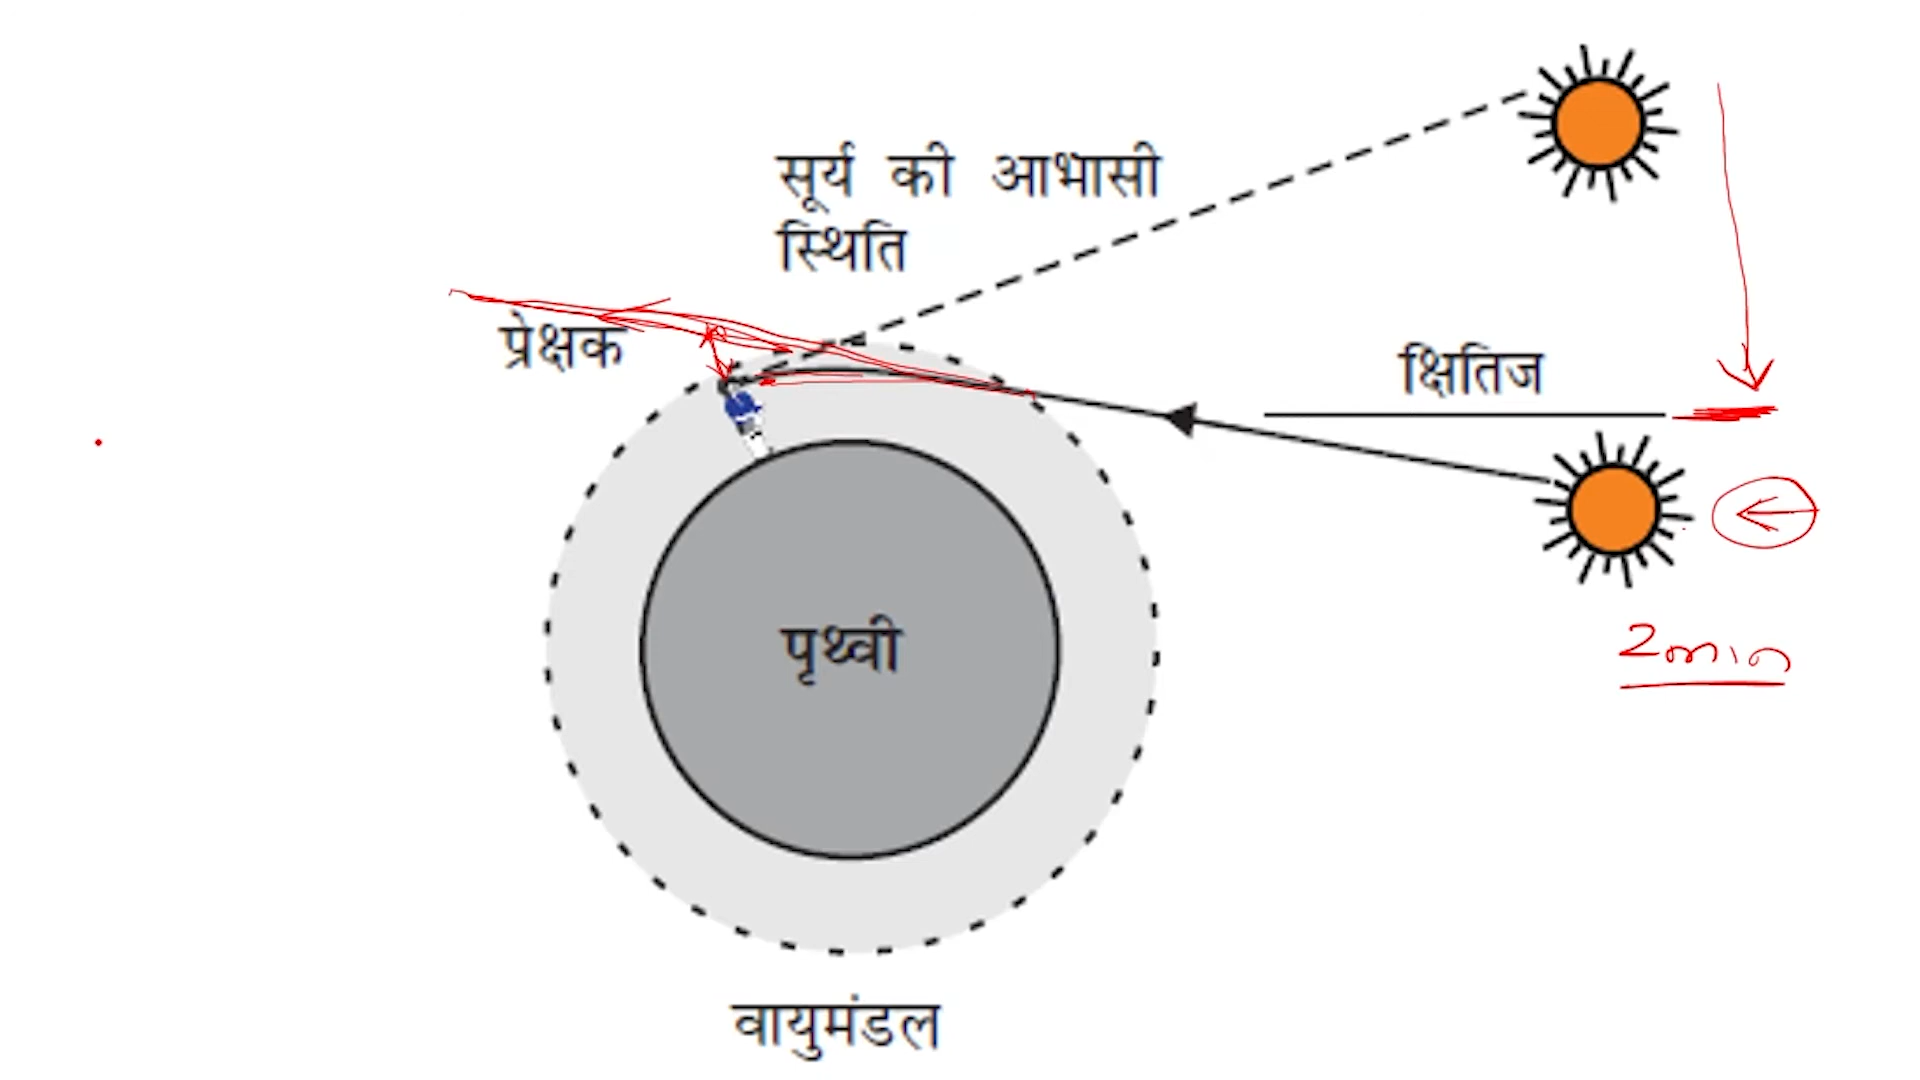 सूर्य की आभासी
स्थिति
प्रेक्षक
क्षितिज
पृथ्वी
2min
वायुमंडल